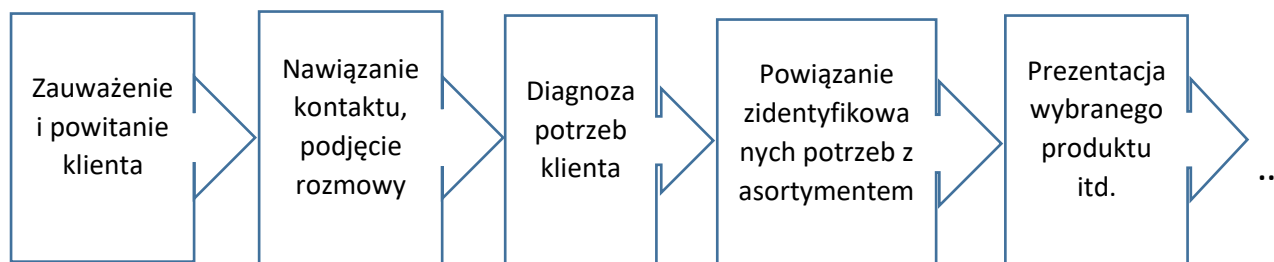 Zauważenie
i powitanie
klienta
Nawiązanie
kontaktu,
podjęcie
rozmowy
Diagnoza
potrzeb
klienta
Powiązanie
zidentyfikowa
nych potrzeb z
asortymentem
Prezentacja
wybranego
produktu
itd.
..